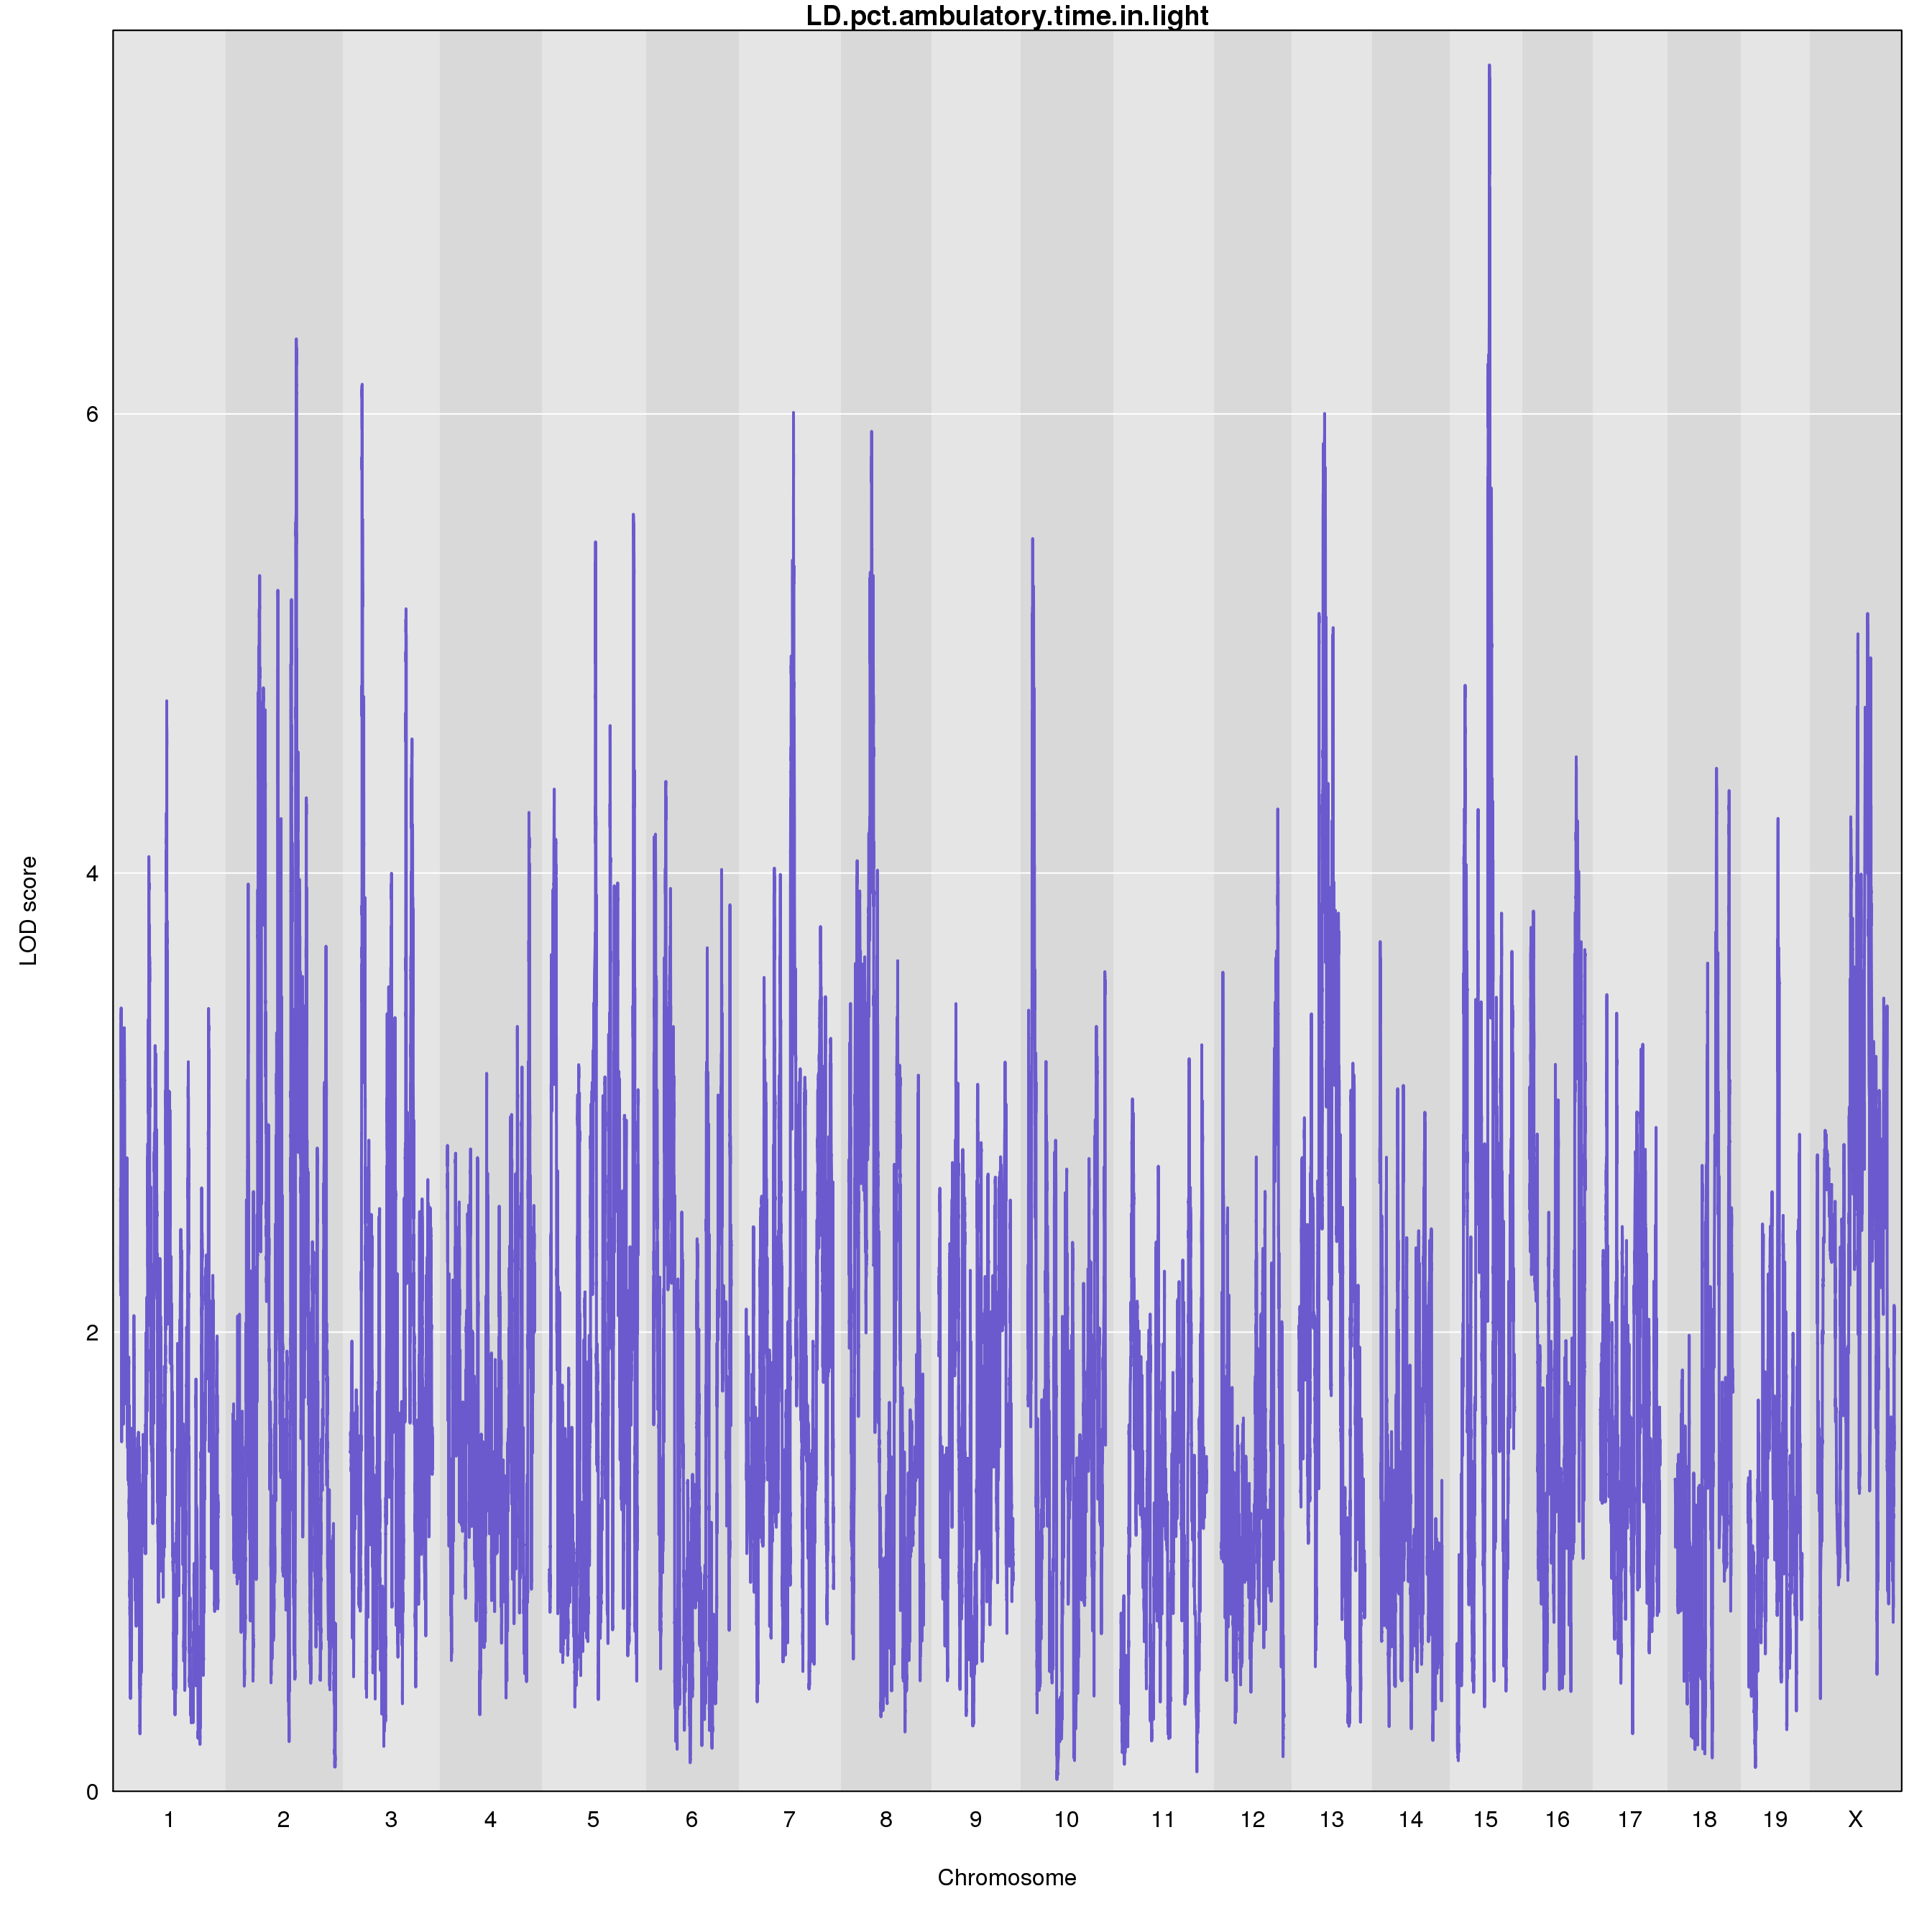 LD.pct.ambulatory.time.in.light
6
4
2
0
LOD score
1 2 3 4 5 6 7 8 9 10 11 12 13 14 15 16 17 18 19 X
Chromosome